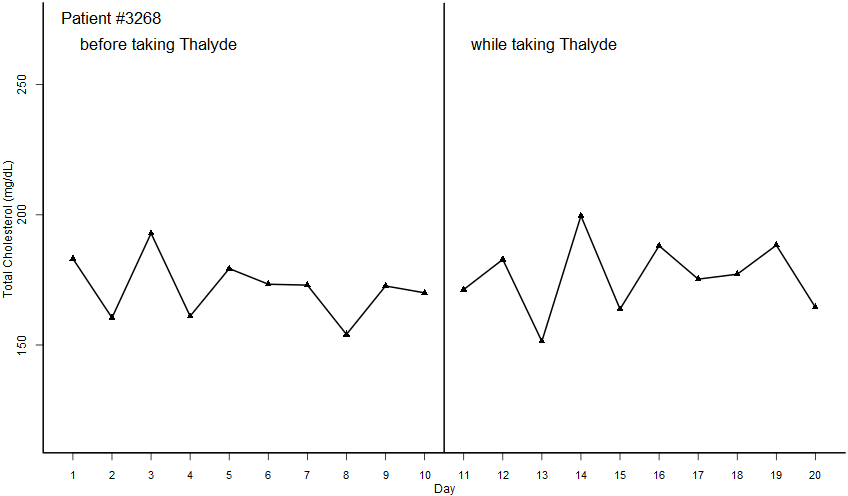 Patient #3268
before taking Thalyde
while taking Thalyde
Total Cholesterol (mg/dL)
250
200
150
1 2 3 4 5 6 7 8 9 10 11 12 13 14 15 16 17 18 19 20
Day